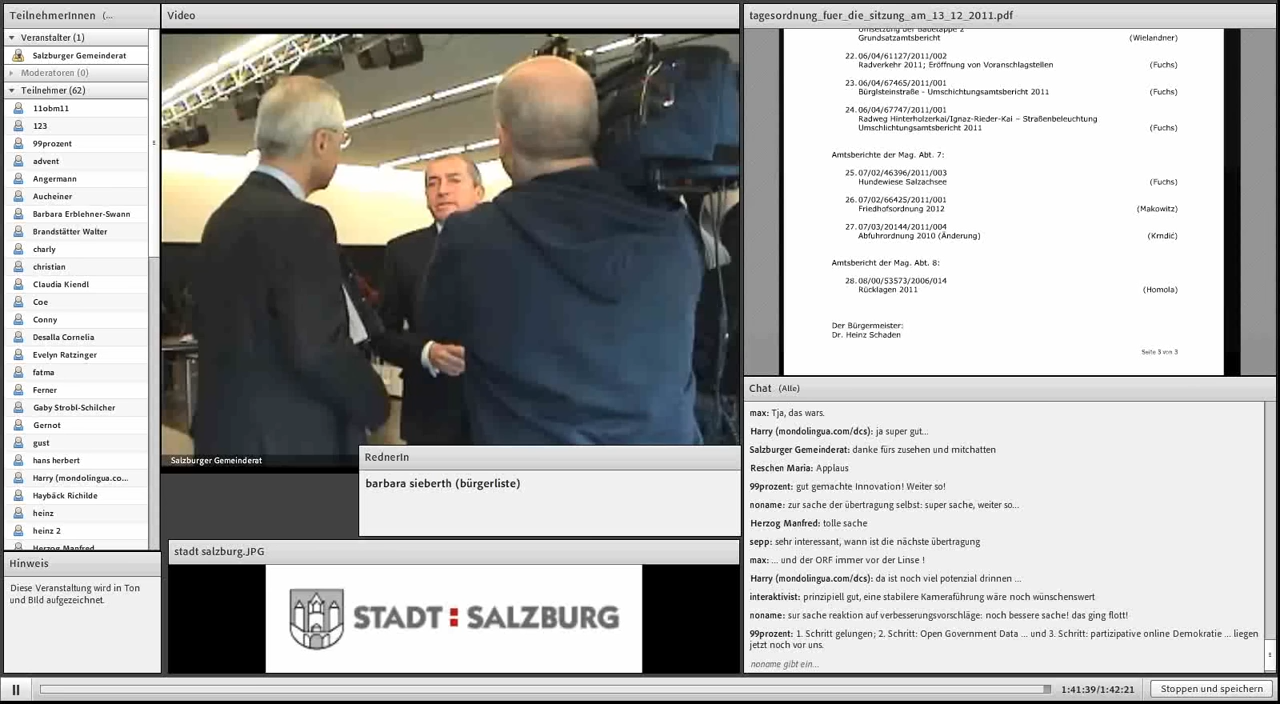 TeilnehmerInnen (...
Veranstalter (1)
Salzburger Gemeinderat
Moderatoren (0)
Teilnehmer (62)
11obm11
123
99prozent
advent
Angermann
Aucheiner
Barbara Erblehner-Swann
Brandstätter Walter
charly
christian
Claudia Kiendl
Coe
Conny
Desalla Cornelia
Evelyn Ratzinger
fatma
Ferner
Gaby Strobl-Schilcher
Gernot
gust
hans herbert
Harry (mondolingua.co...
Haybäck Richilde
heinz
heinz 2
Herzog Manfred
Hinweis
Diese Veranstaltung wird in Ton
und BIld aufgezeichnet.
Video
Salzburger Gemeinderat
RednerIn
barbara sieberth (bürgerliste)
stadt salzburg.JPG
STADT : SALZBURG
tagesordnung_fuer_die_sitzung_am_13_12_2011.pdf
Umsetzung der Bauetappe 2
Grundsatzamtsbericht (Wielandner)
22. 06/04/61127/2011/002
Radverkehr 2011; Eröffnung von Voranschlagstellen (Fuchs)
23. 06/04/67465/2011/001
Bürglsteinstraße - Umschichtungsamtsbericht 2011 (Fuchs)
24. 06/04/67747/2011/001
Radweg Hinterholzerkai/Ignaz-Rieder-Kai – Straßenbeleuchtung
Umschlichtungsamtsbericht 2011 (Fuchs)
Amtsberichte der Mag. Abt. 7:
25. 07/02/46396/2011/003
Hundewiese Salzachsee (Fuchs)
26. 07/02/66425/2011/001
Friedhofsordnung 2012 (Makowitz)
27. 07/03/20144/2011/004
Abfuhrordnung 2010 (Änderung) (Krndić)
Amtsbericht der Mag. Abt. 8:
28. 08/00/53573/2006/014
Rücklagen 2011 (Homola)
Der Bürgermeister:
Dr. Heinz Schaden
Seite 3 von 3
Chat (Alle)
max: Tja, das wars.
Harry (mondolingua.com/dcs): ja super gut...
Salzburger Gemeinderat: danke fürs zusehen und mitchatten
Reschen Maria: Applaus
99prozent: gut gemachte Innovation! Weiter so!
noname: zur sache der übertragung selbst: super sache, weiter so...
Herzog Manfred: tolle sache
sepp: sehr interessant, wann ist die nächste übertragung
max: ... und der ORF immer vor der Linse !
Harry (mondolingua.com/dcs): da ist noch viel potenzial drinnen ...
interaktivist: prinzipiell gut, eine stabilere Kameraführung wäre noch wünschenswert
noname: sur sache reaktion auf verbesserungsvorschläge: noch bessere sache! das ging flott!
99prozent: 1. Schritt gelungen; 2. Schritt: Open Government Data ... und 3. Schritt: partizipative online Demokratie ... liegen
jetzt noch vor uns.
noname gibt ein...
1:41:39/1:42:21
Stoppen und speichern